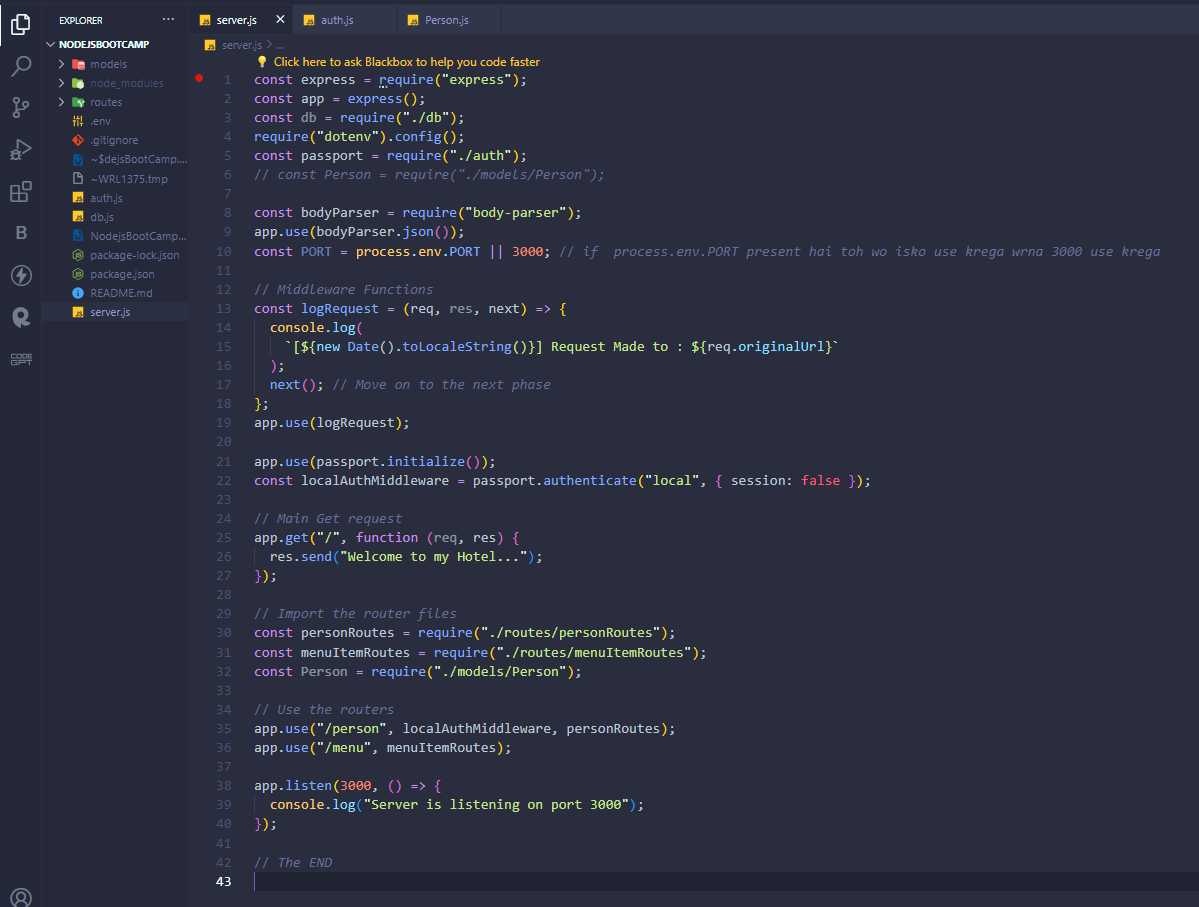 EXPLORER
NODEJSBOOTCAMP
models
node_modules
routes
.env
.gitignore
~$dejsBootCamp....
~WRL1375.tmp
auth.js
db.js
NodejsBootCamp...
package-lock.json
package.json
README.md
server.js
B
CODE
GPT
JS server.js
JS auth.js
JS Person.js
JS server.js > ...
Click here to ask Blackbox to help you code faster
1 const express = require("express");
2 const app = express();
3 const db = require("./db");
4 require("dotenv").config();
5 const passport = require("./auth");
6 // const Person = require("./models/Person");
7
8 const bodyParser = require("body-parser");
9 app.use(bodyParser.json());
10 const PORT = process.env.PORT || 3000; // if  process.env.PORT present hai toh wo isko use krega wrna 3000 use krega
11
12 // Middleware Functions
13 const logRequest = (req, res, next) => {
14   console.log(
15     `[${new Date().toLocaleString()}] Request Made to : ${req.originalUrl}`
16   );
17   next(); // Move on to the next phase
18 };
19 app.use(logRequest);
20
21 app.use(passport.initialize());
22 const localAuthMiddleware = passport.authenticate("local", { session: false });
23
24 // Main Get request
25 app.get("/", function (req, res) {
26   res.send("Welcome to my Hotel...");
27 });
28
29 // Import the router files
30 const personRoutes = require("./routes/personRoutes");
31 const menuItemRoutes = require("./routes/menuItemRoutes");
32 const Person = require("./models/Person");
33
34 // Use the routers
35 app.use("/person", localAuthMiddleware, personRoutes);
36 app.use("/menu", menuItemRoutes);
37
38 app.listen(3000, () => {
39   console.log("Server is listening on port 3000");
40 });
41
42 // The END
43